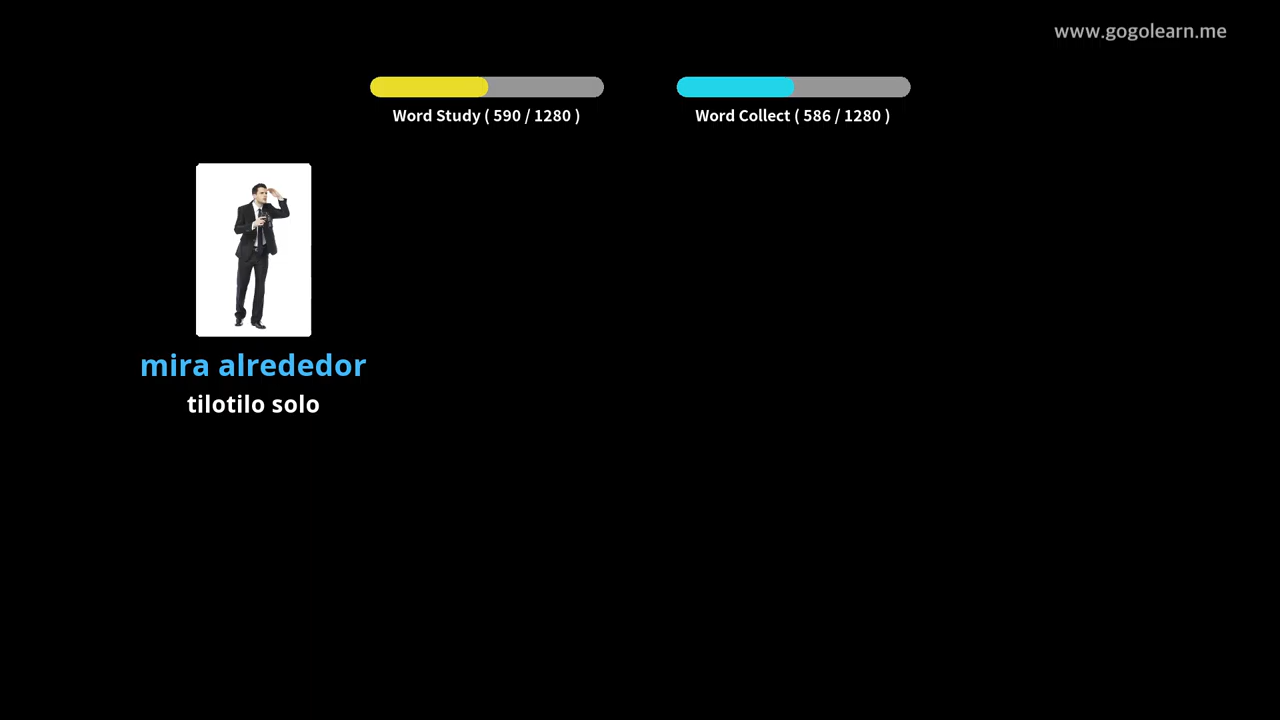 www.gogolearn.me
Word Study ( 590 / 1280 )
Word Collect ( 586 / 1280 )
mira alrededor
tilotilo solo